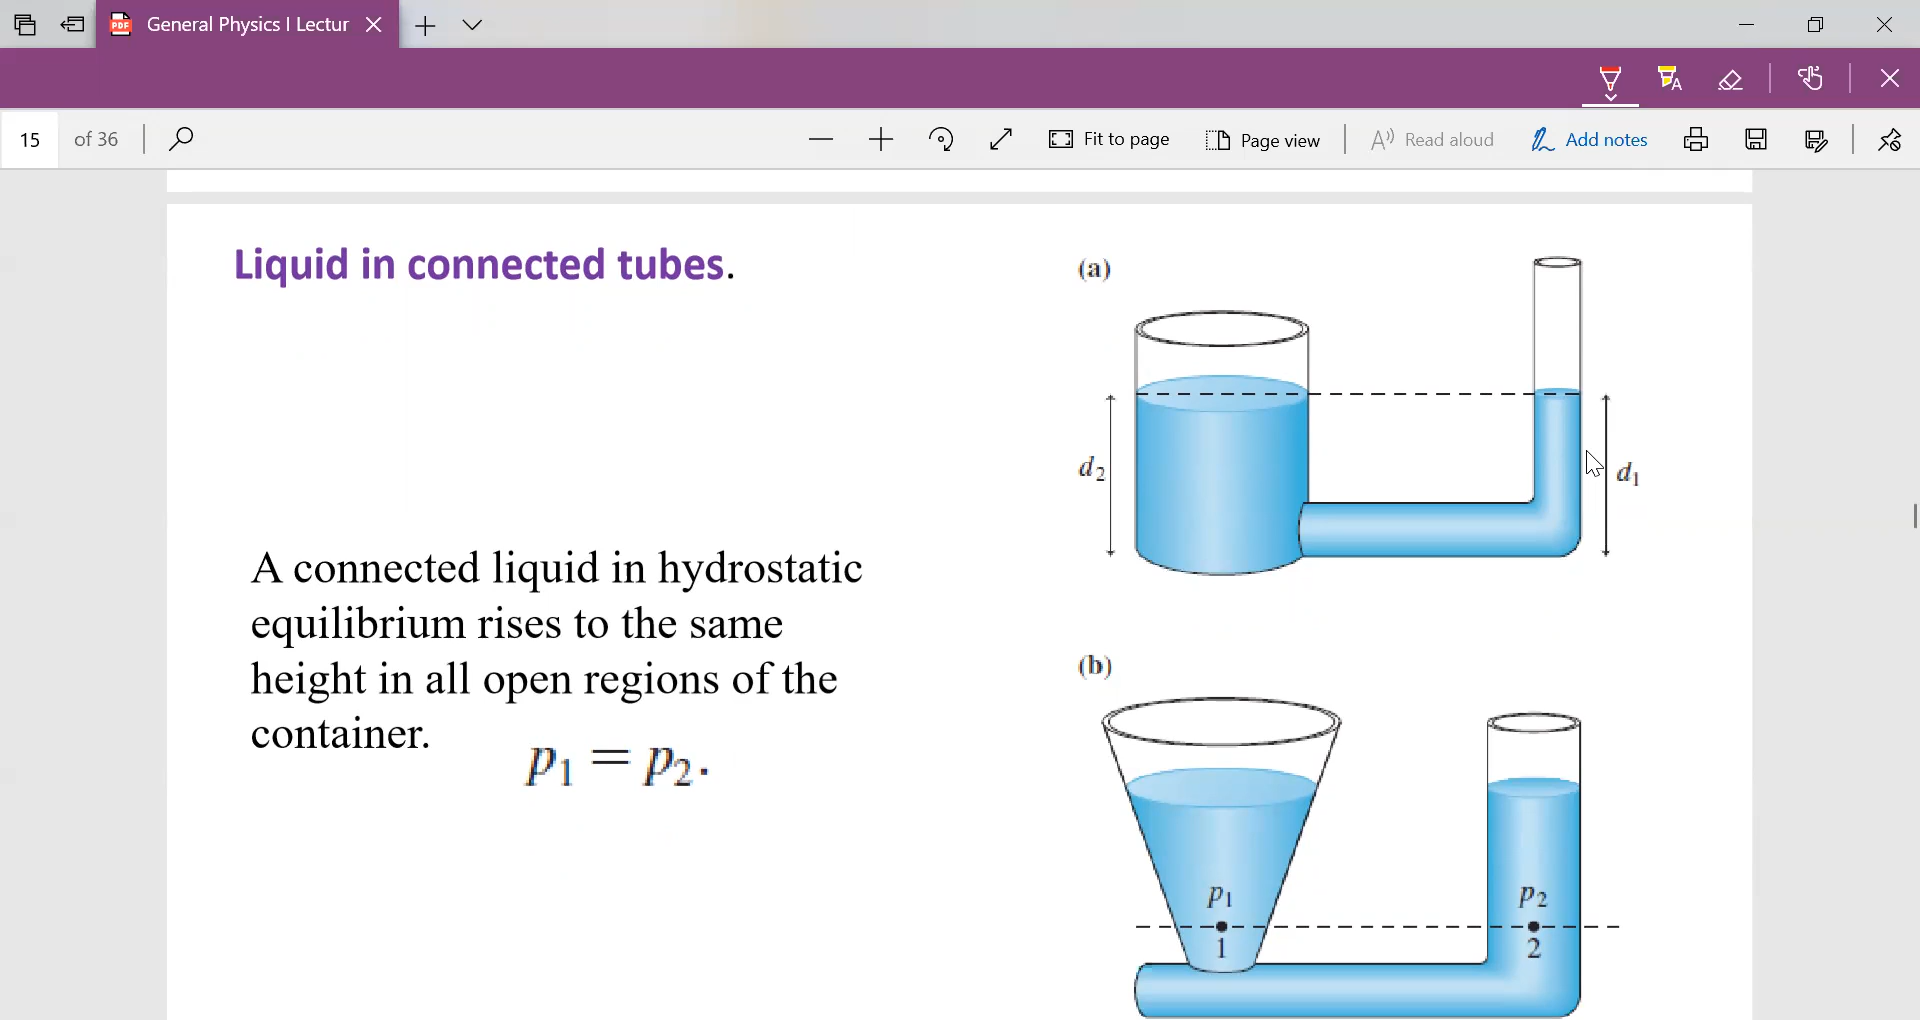 General Physics I Lectur
15 of 36
Fit to page
Page view
Read aloud
Add notes
Liquid in connected tubes.
A connected liquid in hydrostatic
equilibrium rises to the same
height in all open regions of the
container.
p₁ = p₂.
(a)
d₂
d₁
(b)
p₁
p₂
1
2